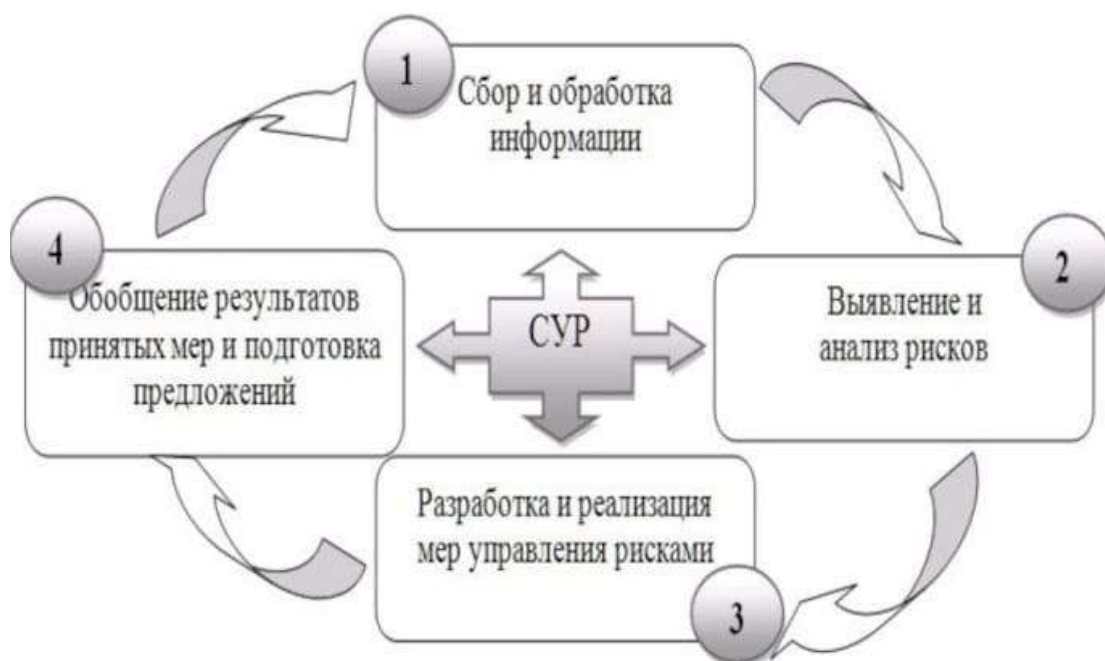 1
Сбор и обработка
информации
2
Выявление и
анализ рисков
3
Разработка и реализация
мер управления рисками
4
Обобщение результатов
принятых мер и подготовка
предложений
СУР